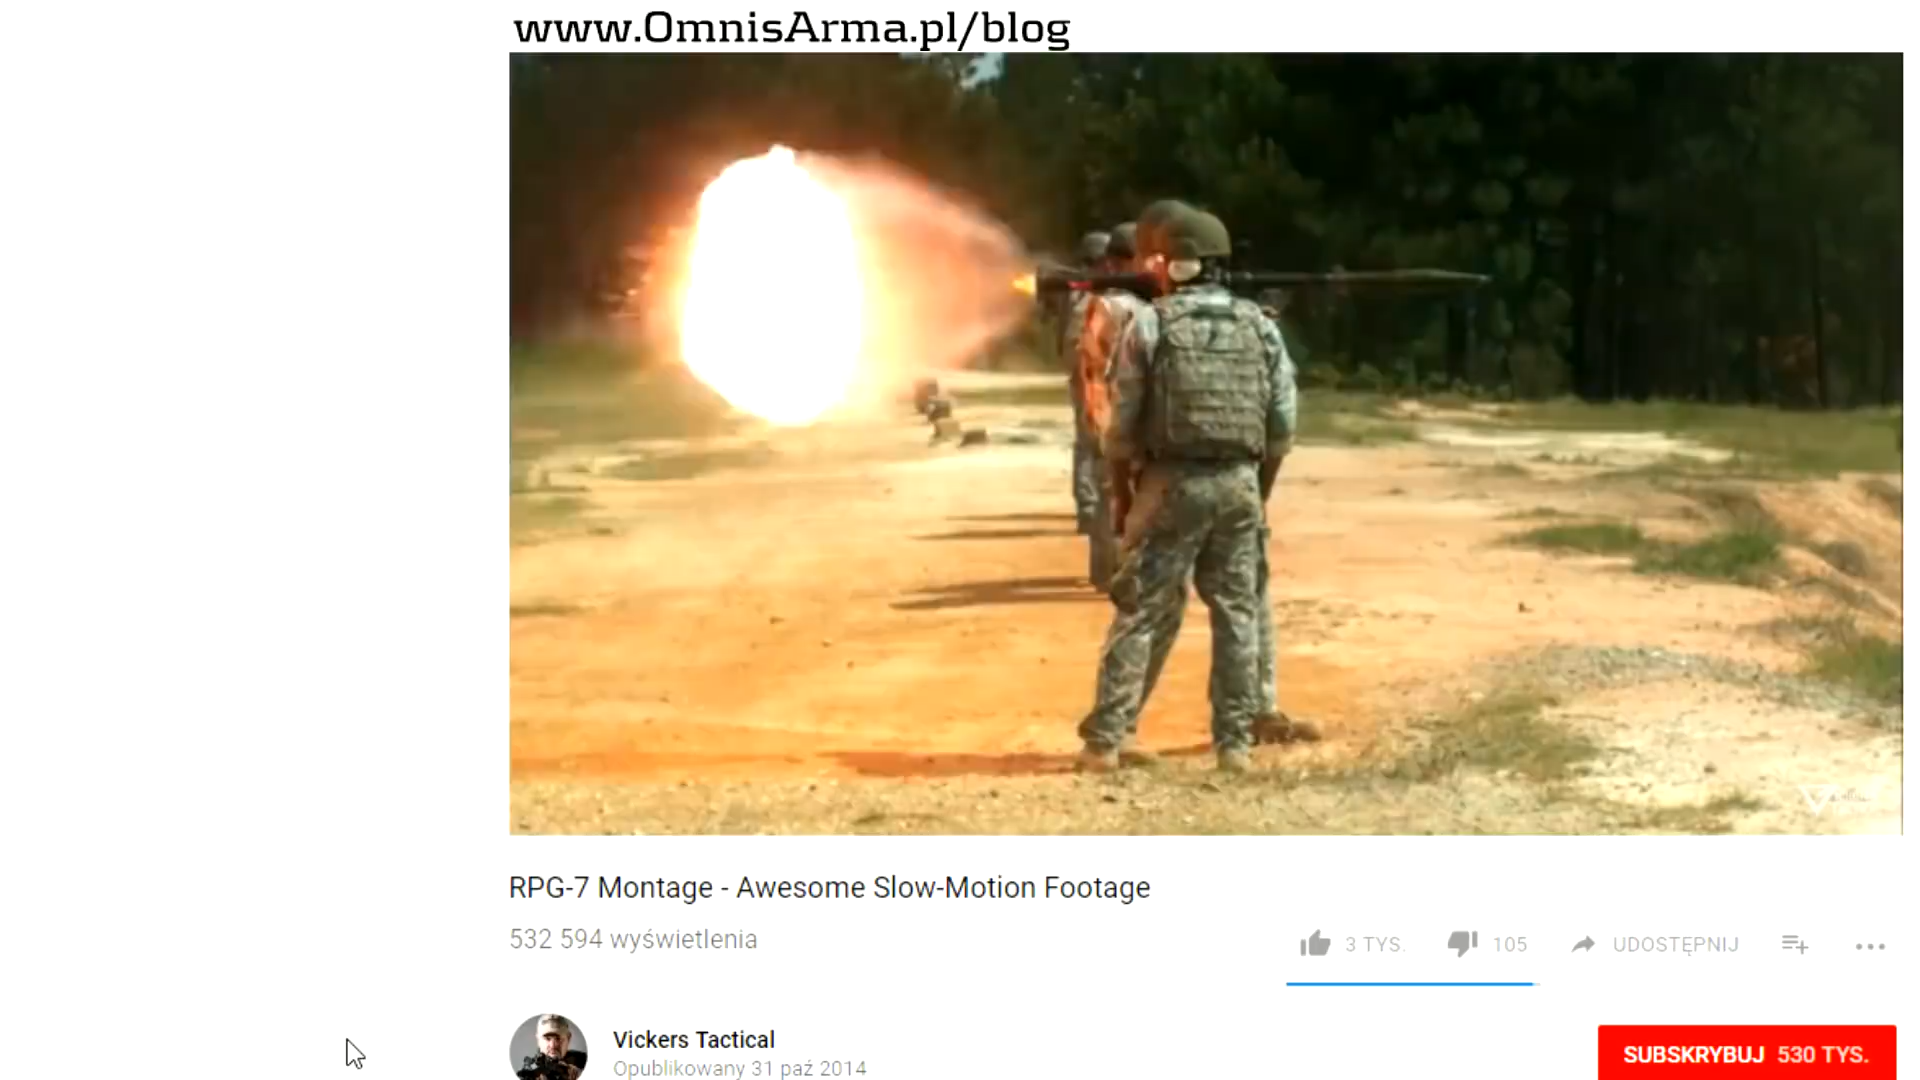 www.OmnisArma.pl/blog
RPG-7 Montage - Awesome Slow-Motion Footage
532 594 wyświetlenia
3 TYS. 105 UDOSTĘPNIJ
Vickers Tactical
Opublikowany 31 paź 2014
SUBSKRYBUJ 530 TYS.